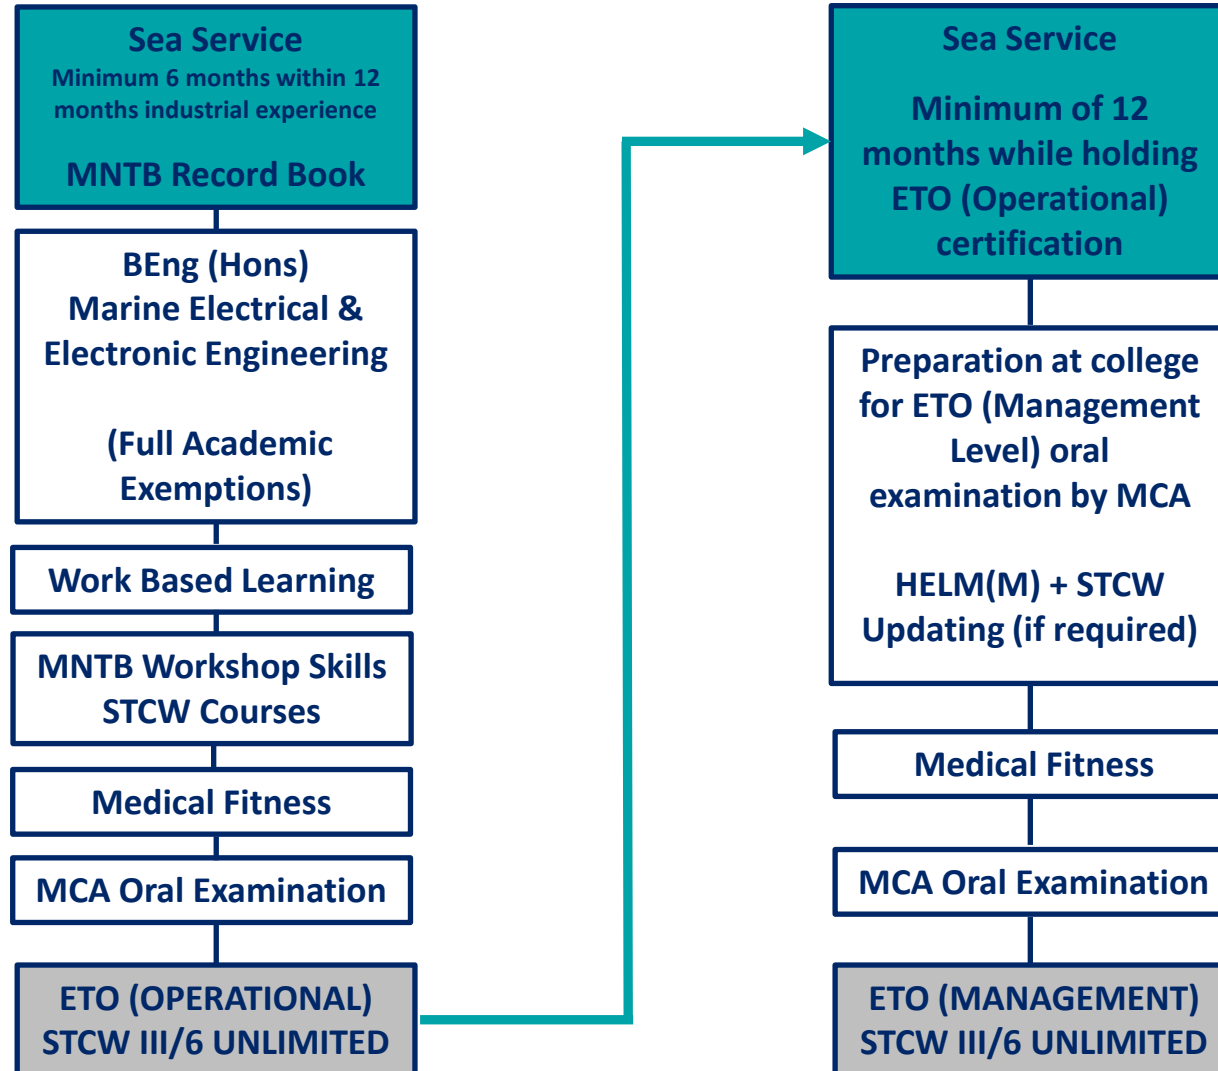 Sea Service
Minimum 6 months within 12
months industrial experience
MNTB Record Book
BEng (Hons)
Marine Electrical &
Electronic Engineering
(Full Academic
Exemptions)
Work Based Learning
MNTB Workshop Skills
STCW Courses
Medical Fitness
MCA Oral Examination
ETO (OPERATIONAL)
STCW III/6 UNLIMITED
Sea Service
Minimum of 12
months while holding
ETO (Operational)
certification
Preparation at college
for ETO (Management
Level) oral
examination by MCA
HELM(M) + STCW
Updating (if required)
Medical Fitness
MCA Oral Examination
ETO (MANAGEMENT)
STCW III/6 UNLIMITED